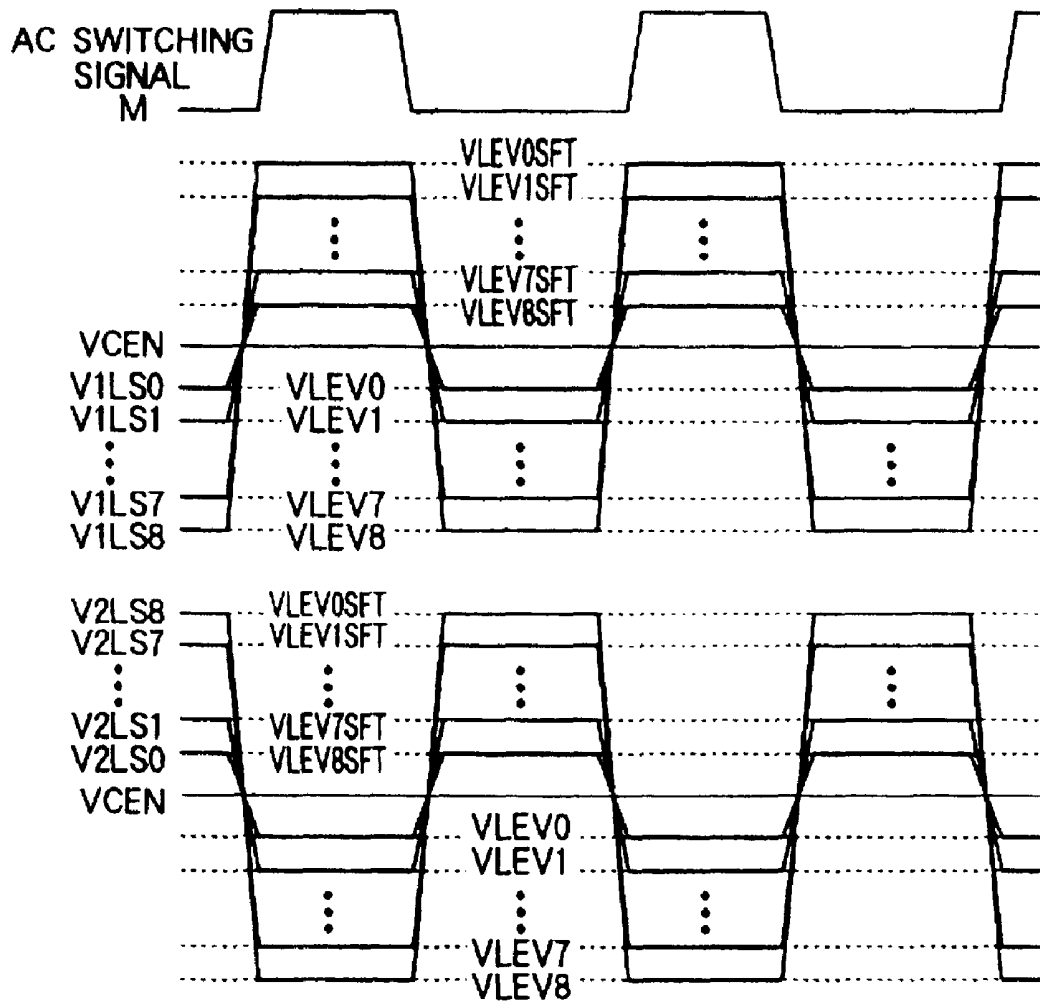 AC SWITCHING
SIGNAL
M
VLEV0SFT
VLEV1SFT
VLEV7SFT
VLEV8SFT
VCEN
V1LS0 VLEV0
V1LS1 VLEV1
V1LS7 VLEV7
V1LS8 VLEV8
V2LS8 VLEV0SFT
V2LS7 VLEV1SFT
V2LS1 VLEV7SFT
V2LS0 VLEV8SFT
VCEN
VLEV0
VLEV1
VLEV7
VLEV8